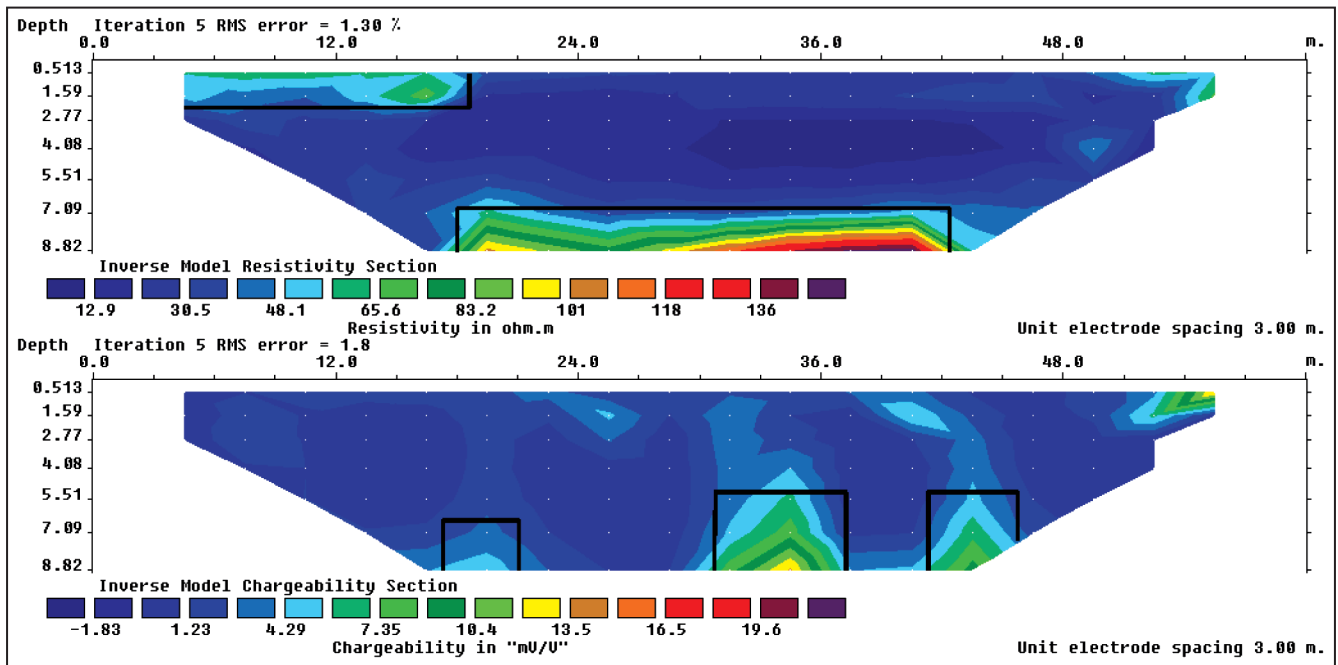 Depth Iteration 5 RMS error = 1.30 %
0.0 12.0 24.0 36.0 48.0 m.
0.513
1.59
2.77
4.08
5.51
7.09
8.82
Inverse Model Resistivity Section
12.9 30.5 48.1 65.6 83.2 101 118 136
Resistivity in ohm.m Unit electrode spacing 3.00 m.
Depth Iteration 5 RMS error = 1.8
0.0 12.0 24.0 36.0 48.0 m.
0.513
1.59
2.77
4.08
5.51
7.09
8.82
Inverse Model Chargeability Section
-1.83 1.23 4.29 7.35 10.4 13.5 16.5 19.6
Chargeability in "mV/V" Unit electrode spacing 3.00 m.